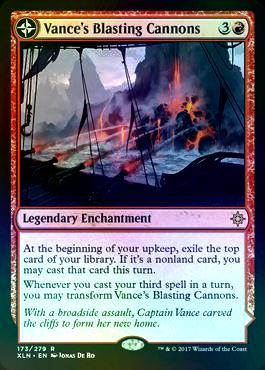 Vance's Blasting Cannons 3
Legendary Enchantment
At the beginning of your upkeep, exile the top
card of your library. If it's a nonland card, you
may cast that card this turn.
Whenever you cast your third spell in a turn,
you may transform Vance's Blasting Cannons.
With a broadside assault, Captain Vance carved
the cliffs to form her new home.
173/279 R
XLN • EN Jonas De Ro
™ & © 2017 Wizards of the Coast